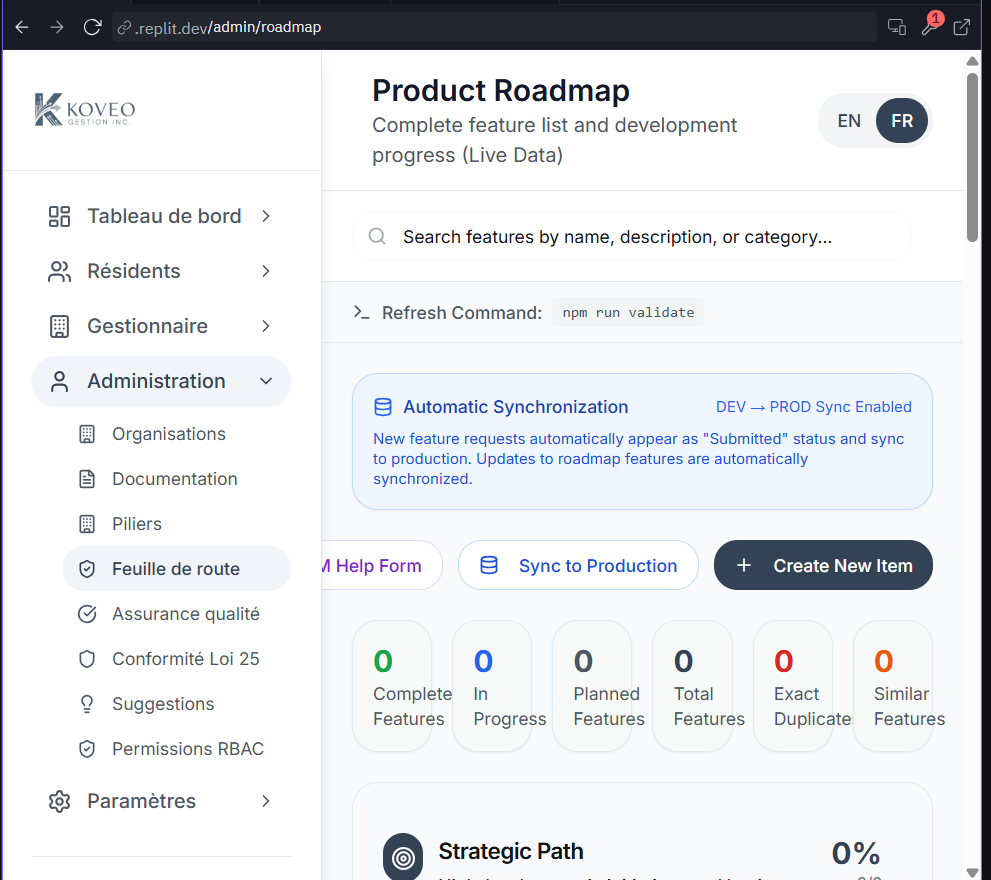 .replit.dev/admin/roadmap
1
KOVEO
GESTION INC.
Tableau de bord
Résidents
Gestionnaire
Administration
Organisations
Documentation
Piliers
Feuille de route
Assurance qualité
Conformité Loi 25
Suggestions
Permissions RBAC
Paramètres
Product Roadmap
Complete feature list and development
progress (Live Data)
EN FR
Search features by name, description, or category...
Refresh Command: npm run validate
Automatic Synchronization
DEV → PROD Sync Enabled
New feature requests automatically appear as "Submitted" status and sync
to production. Updates to roadmap features are automatically
synchronized.
M Help Form
Sync to Production
Create New Item
0
Complete
Features
0
In
Progress
0
Planned
Features
0
Total
Features
0
Exact
Duplicate
0
Similar
Features
Strategic Path
0%